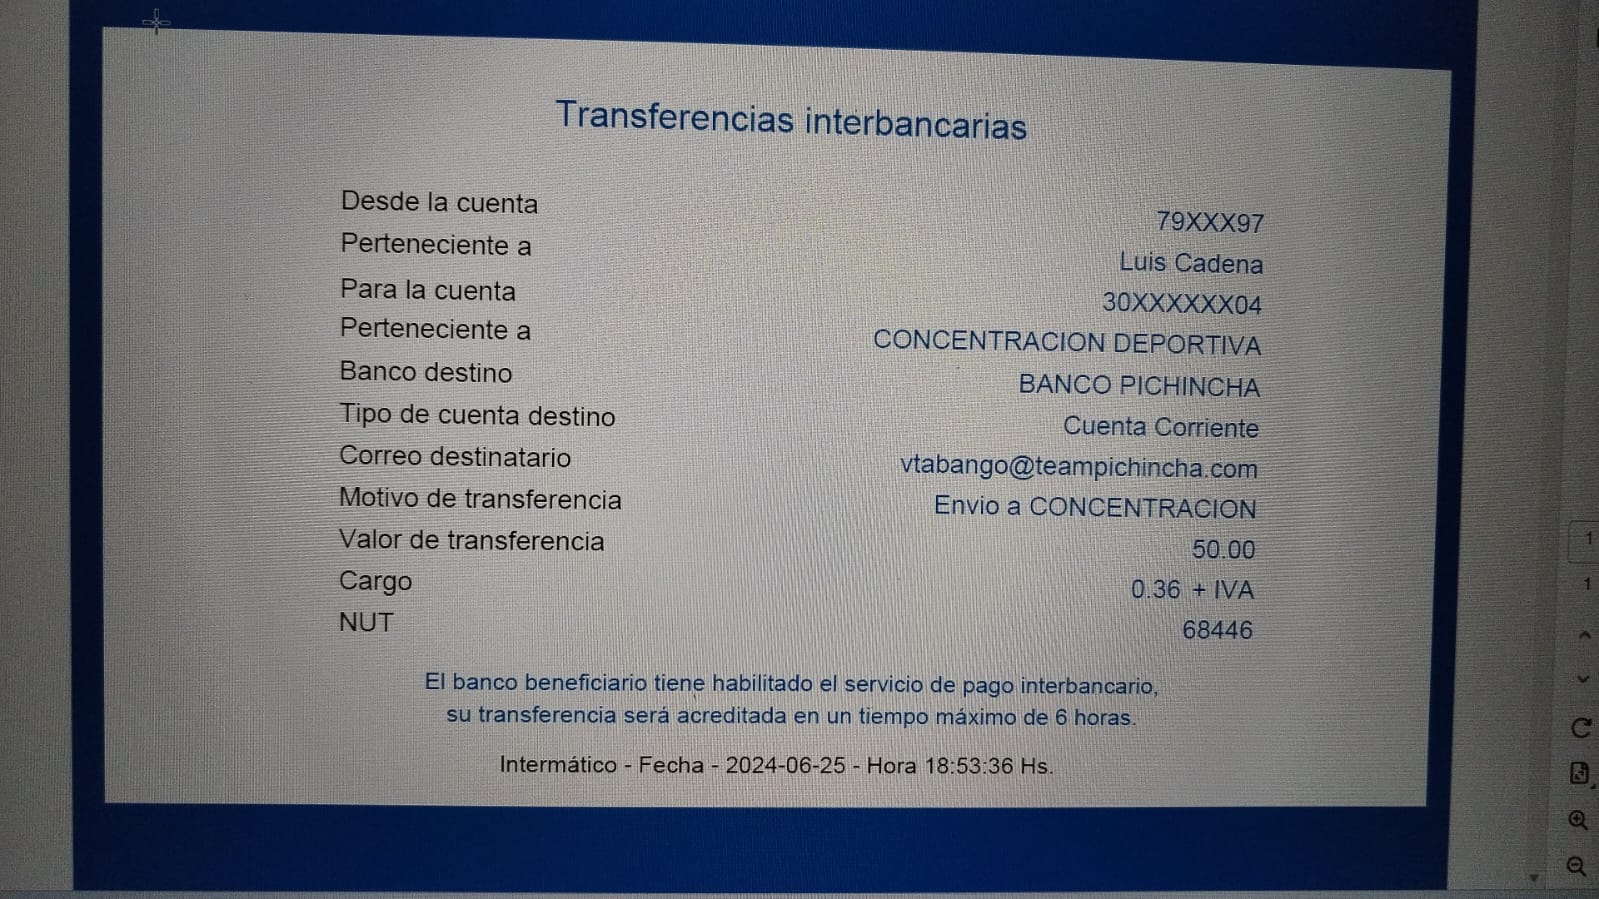 Transferencias interbancarias
Desde la cuenta 79XXX97
Perteneciente a Luis Cadena
Para la cuenta 30XXXXXX04
Perteneciente a CONCENTRACION DEPORTIVA
Banco destino BANCO PICHINCHA
Tipo de cuenta destino Cuenta Corriente
Correo destinatario vtabango@teampichincha.com
Motivo de transferencia Envio a CONCENTRACION
Valor de transferencia 50.00
Cargo 0.36 + IVA
NUT 68446
El banco beneficiario tiene habilitado el servicio de pago interbancario,
su transferencia será acreditada en un tiempo máximo de 6 horas.
Intermático - Fecha - 2024-06-25 - Hora 18:53:36 Hs.
1
1